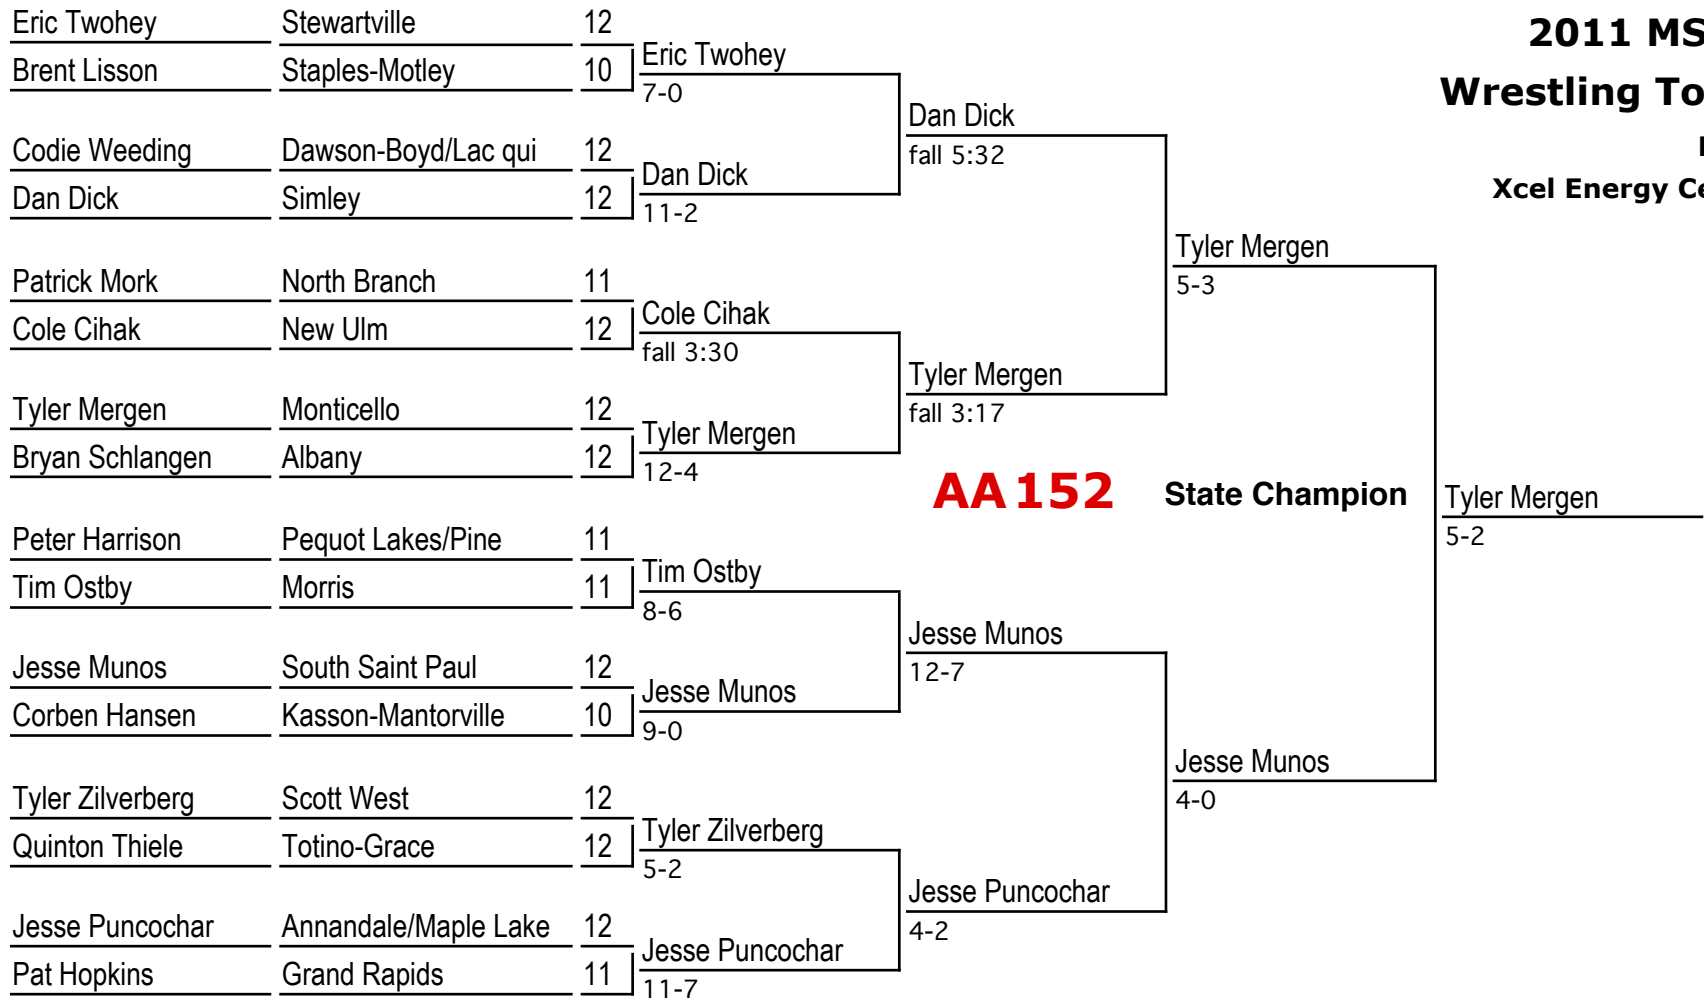 Eric Twohey Stewartville 12
Brent Lisson Staples-Motley 10
Eric Twohey
7-0
Codie Weeding Dawson-Boyd/Lac qui 12
Dan Dick Simley 12
Dan Dick
11-2
Dan Dick
fall 5:32
Patrick Mork North Branch 11
Cole Cihak New Ulm 12
Cole Cihak
fall 3:30
Tyler Mergen Monticello 12
Bryan Schlangen Albany 12
Tyler Mergen
12-4
Tyler Mergen
fall 3:17
Tyler Mergen
5-3
Peter Harrison Pequot Lakes/Pine 11
Tim Ostby Morris 11
Tim Ostby
8-6
Jesse Munos South Saint Paul 12
Corben Hansen Kasson-Mantorville 10
Jesse Munos
9-0
Jesse Munos
12-7
Tyler Zilverberg Scott West 12
Quinton Thiele Totino-Grace 12
Tyler Zilverberg
5-2
Jesse Puncochar Annandale/Maple Lake 12
Pat Hopkins Grand Rapids 11
Jesse Puncochar
11-7
Jesse Puncochar
4-2
Jesse Munos
4-0
AA 152 State Champion
Tyler Mergen
5-2
2011 MS
Wrestling To
Xcel Energy Ce